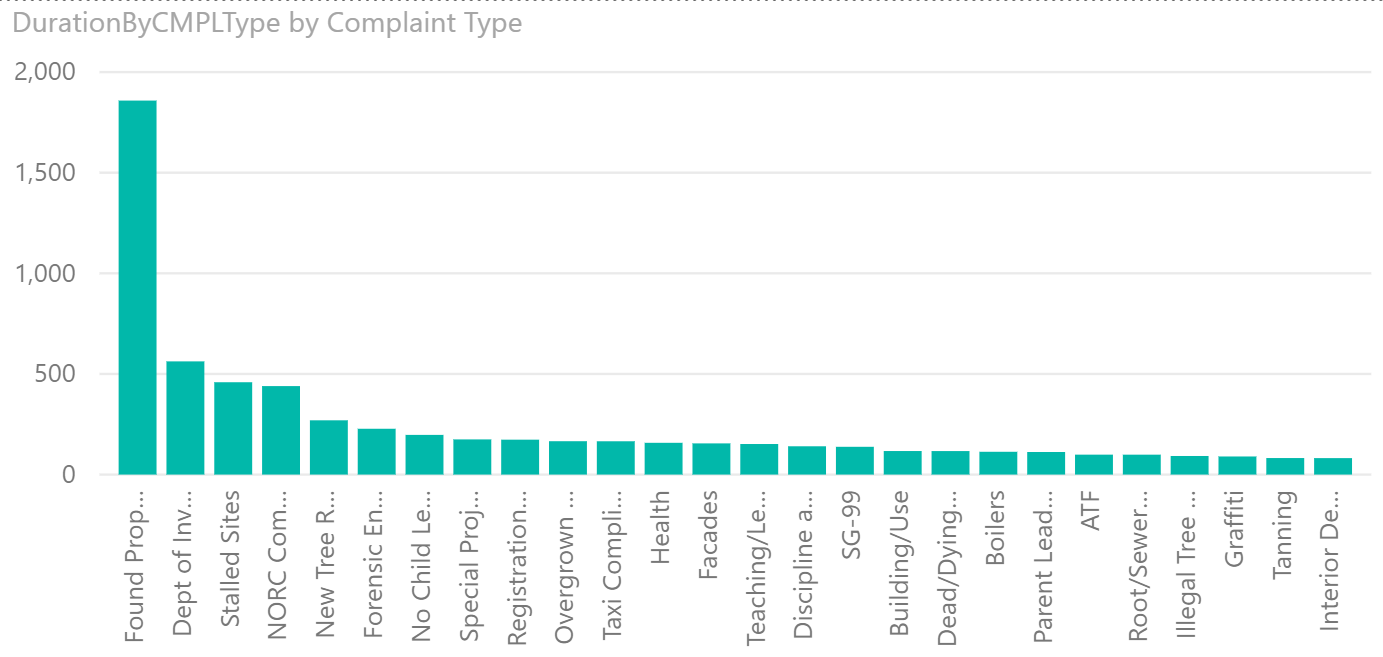 DurationByCMPLType by Complaint Type
2,000
1,500
1,000
500
0
Found Prop...
Dept of Inv...
Stalled Sites
NORC Com...
New Tree R...
Forensic En...
No Child Le...
Special Proj...
Registration...
Overgrown ...
Taxi Compli...
Health
Facades
Teaching/Le...
Discipline a...
SG-99
Building/Use
Dead/Dying...
Boilers
Parent Lead...
ATF
Root/Sewer...
Illegal Tree ...
Graffiti
Tanning
Interior De...